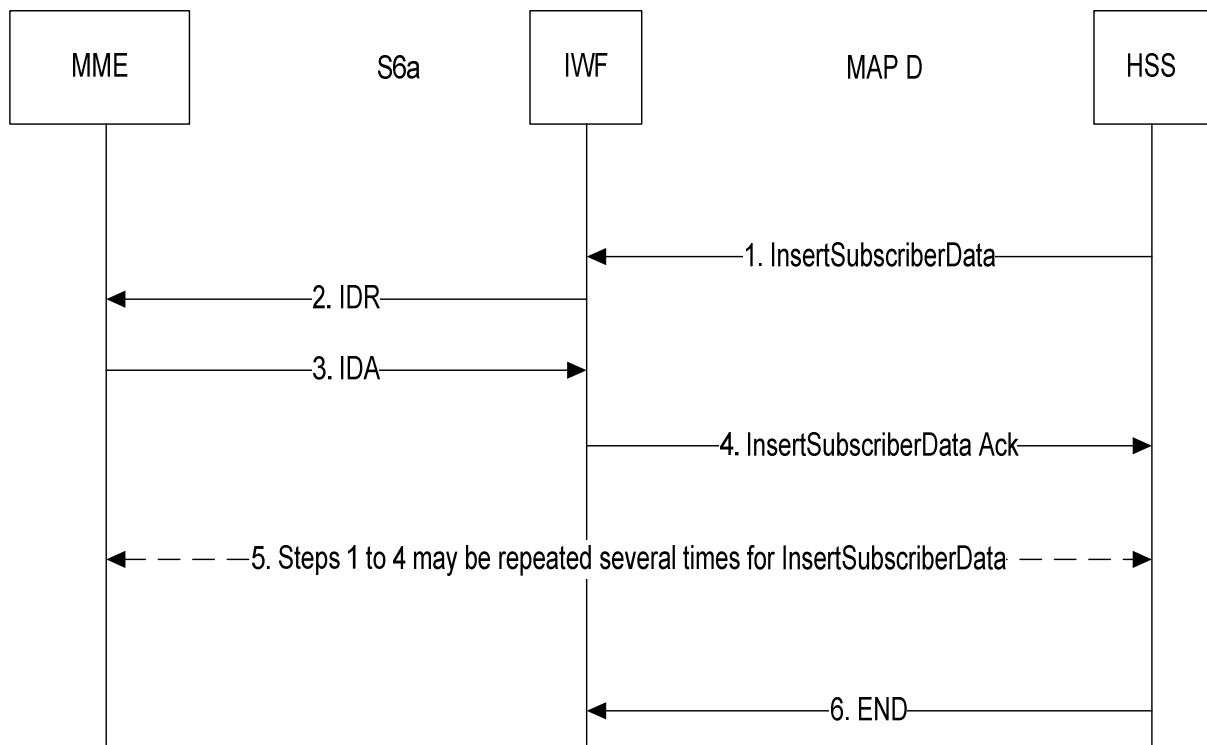 MME
S6a
IWF
MAP D
HSS
1. InsertSubscriberData
2. IDR
3. IDA
4. InsertSubscriberData Ack
5. Steps 1 to 4 may be repeated several times for InsertSubscriberData
6. END